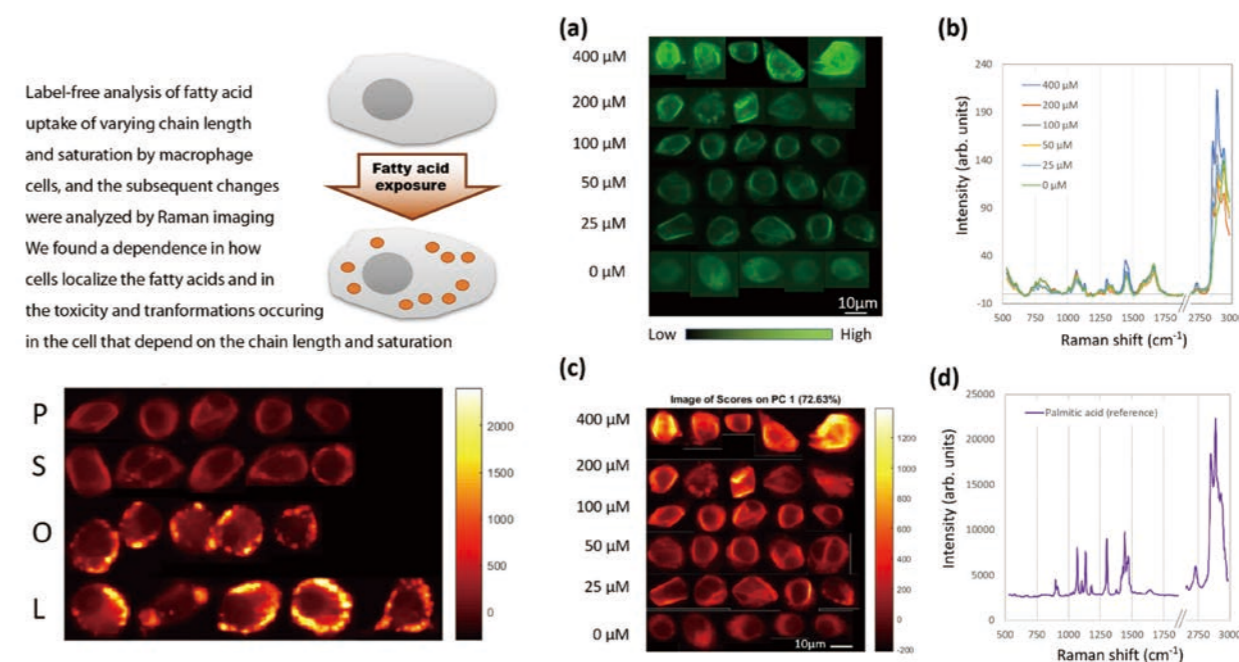 Label-free analysis of fatty acid
uptake of varying chain length
and saturation by macrophage
cells, and the subsequent changes
were analyzed by Raman imaging
We found a dependence in how
cells localize the fatty acids and in
the toxicity and tranformations occuring
in the cell that depend on the chain length and saturation
Fatty acid
exposure
P
S
O
L
2000
1500
1000
500
0
(a)
400 µM
200 µM
100 µM
50 µM
25 µM
0 µM
10µm
Low High
(b)
Intensity (arb. units)
240
190
140
90
40
-10
400 µM
200 µM
100 µM
50 µM
25 µM
0 µM
500 750 1000 1250 1500 1750 2750 3000
Raman shift (cm⁻¹)
(c)
Image of Scores on PC 1 (72.63%)
400 µM
200 µM
100 µM
50 µM
25 µM
0 µM
10µm
1200
1000
800
600
400
200
0
-200
(d)
Intensity (arb. units)
25000
20000
15000
10000
5000
0
Palmitic acid (reference)
500 750 1000 1250 1500 1750 2750 3000
Raman shift (cm⁻¹)